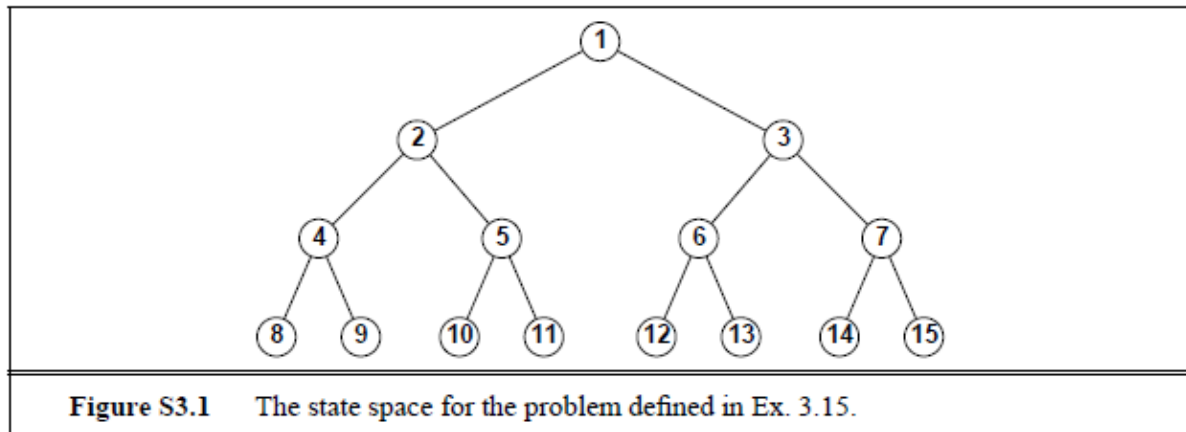 1
2 3
4 5 6 7
8 9 10 11 12 13 14 15
Figure S3.1 The state space for the problem defined in Ex. 3.15.